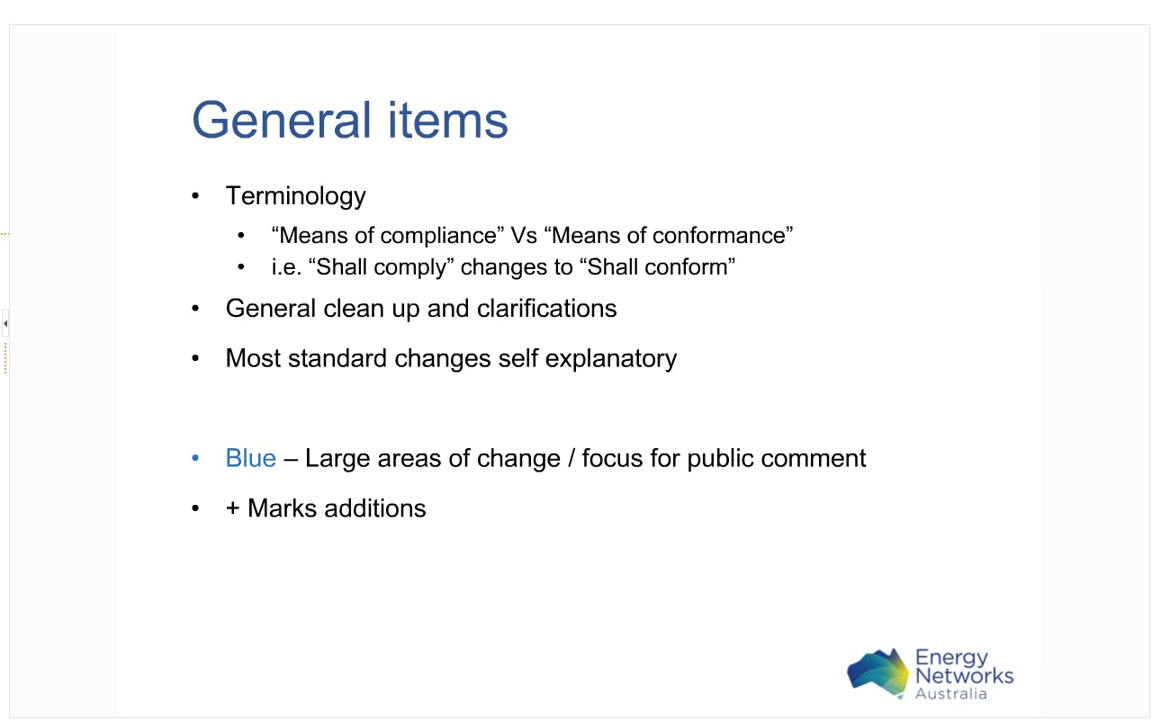 General items
• Terminology
• “Means of compliance” Vs “Means of conformance”
• i.e. “Shall comply” changes to “Shall conform”
• General clean up and clarifications
• Most standard changes self explanatory
• Blue – Large areas of change / focus for public comment
• + Marks additions
Energy
Networks
Australia